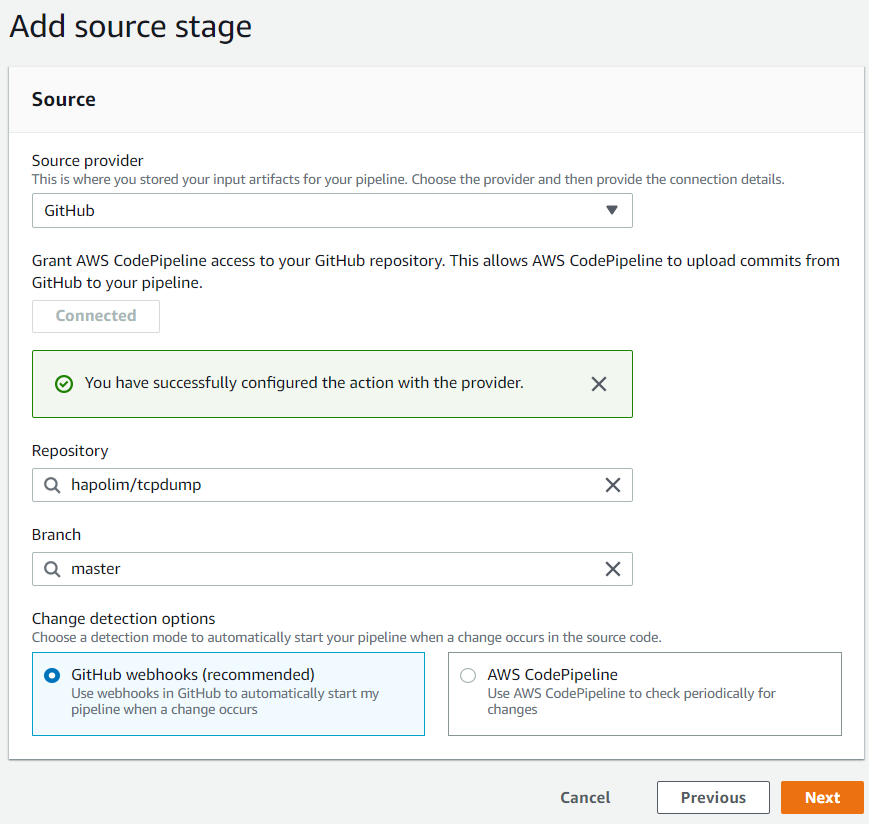 Add source stage
Source
Source provider
This is where you stored your input artifacts for your pipeline. Choose the provider and then provide the connection details.
GitHub
Grant AWS CodePipeline access to your GitHub repository. This allows AWS CodePipeline to upload commits from
GitHub to your pipeline.
Connected
You have successfully configured the action with the provider.
Repository
hapolim/tcpdump
Branch
master
Change detection options
Choose a detection mode to automatically start your pipeline when a change occurs in the source code.
GitHub webhooks (recommended)
Use webhooks in GitHub to automatically start my
pipeline when a change occurs
AWS CodePipeline
Use AWS CodePipeline to check periodically for
changes
Cancel
Previous
Next